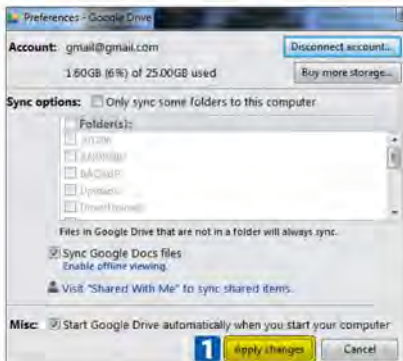 Preferences - Google Drive
Account: gmail@gmail.com Disconnect account...
1.60GB (6%) of 25.00GB used Buy more storage...
Sync options: Only sync some folders to this computer
Folder(s):
BACKUP
Files in Google Drive that are not in a folder will always sync.
Sync Google Docs files
Enable offline viewing.
Visit "Shared With Me" to sync shared items.
Misc: Start Google Drive automatically when you start your computer
1 Apply changes Cancel